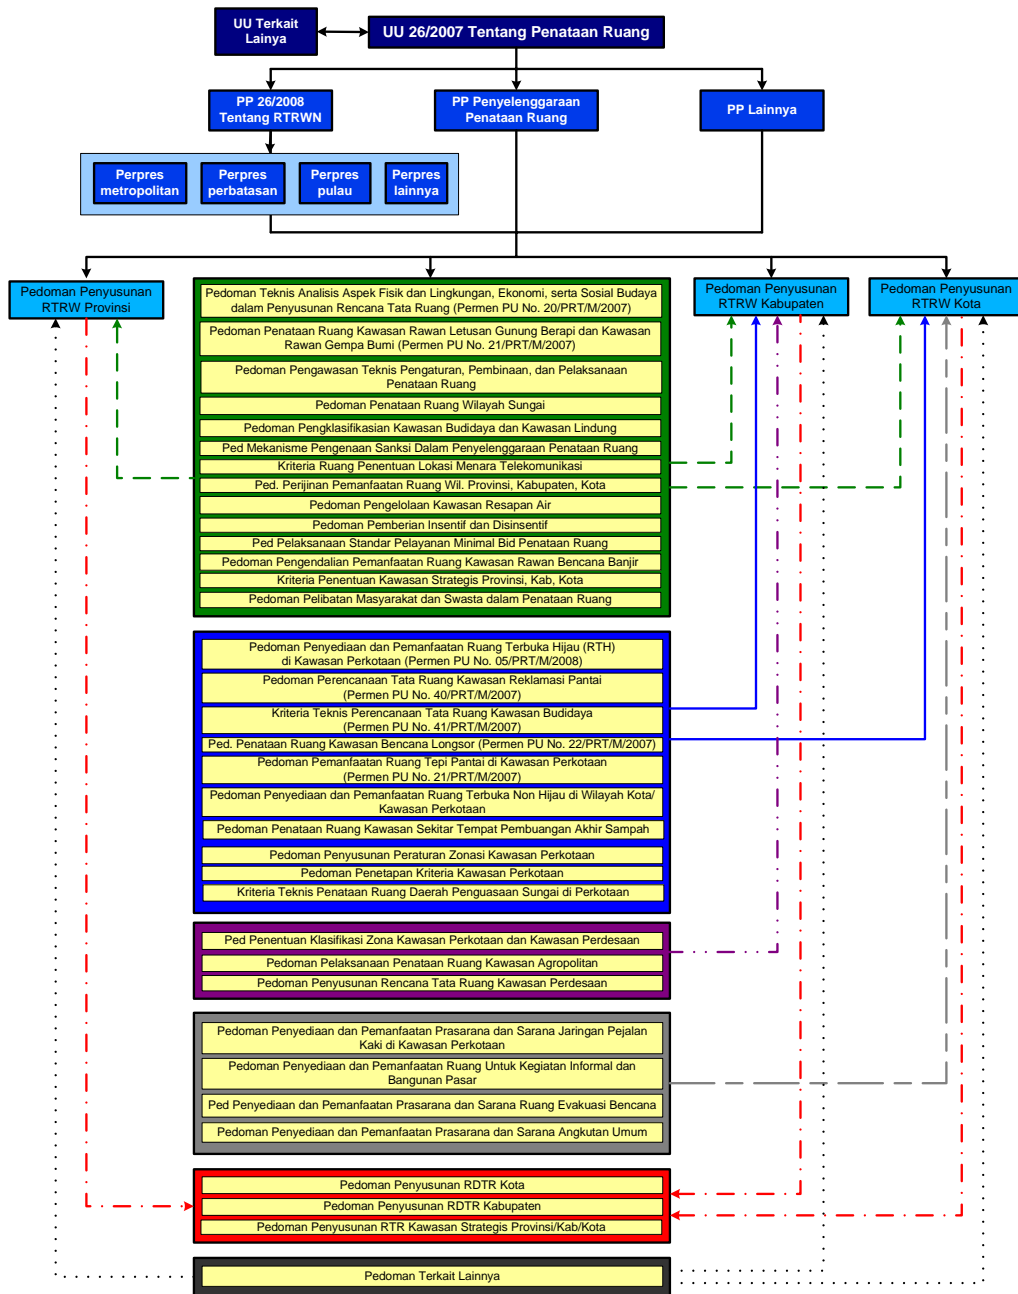 UU Terkait
Lainya
UU 26/2007 Tentang Penataan Ruang
PP 26/2008
Tentang RTRWN
PP Penyelenggaraan
Penataan Ruang
PP Lainnya
Perpres
metropolitan
Perpres
perbatasan
Perpres
pulau
Perpres
lainnya
Pedoman Penyusunan
RTRW Provinsi
Pedoman Teknis Analisis Aspek Fisik dan Lingkungan, Ekonomi, serta Sosial Budaya
dalam Penyusunan Rencana Tata Ruang (Permen PU No. 20/PRT/M/2007)
Pedoman Penataan Ruang Kawasan Rawan Letusan Gunung Berapi dan Kawasan
Rawan Gempa Bumi (Permen PU No. 21/PRT/M/2007)
Pedoman Pengawasan Teknis Pengaturan, Pembinaan, dan Pelaksanaan
Penataan Ruang
Pedoman Penataan Ruang Wilayah Sungai
Pedoman Pengklasifikasian Kawasan Budidaya dan Kawasan Lindung
Ped Mekanisme Pengenaan Sanksi Dalam Penyelenggaraan Penataan Ruang
Kriteria Ruang Penentuan Lokasi Menara Telekomunikasi
Ped. Perijinan Pemanfaatan Ruang Wil. Provinsi, Kabupaten, Kota
Pedoman Pengelolaan Kawasan Resapan Air
Pedoman Pemberian Insentif dan Disinsentif
Ped Pelaksanaan Standar Pelayanan Minimal Bid Penataan Ruang
Pedoman Pengendalian Pemanfaatan Ruang Kawasan Rawan Bencana Banjir
Kriteria Penentuan Kawasan Strategis Provinsi, Kab, Kota
Pedoman Pelibatan Masyarakat dan Swasta dalam Penataan Ruang
Pedoman Penyusunan
RTRW Kabupaten
Pedoman Penyusunan
RTRW Kota
Pedoman Penyediaan dan Pemanfaatan Ruang Terbuka Hijau (RTH)
di Kawasan Perkotaan (Permen PU No. 05/PRT/M/2008)
Pedoman Perencanaan Tata Ruang Kawasan Reklamasi Pantai
(Permen PU No. 40/PRT/M/2007)
Kriteria Teknis Perencanaan Tata Ruang Kawasan Budidaya
(Permen PU No. 41/PRT/M/2007)
Ped. Penataan Ruang Kawasan Bencana Longsor (Permen PU No. 22/PRT/M/2007)
Pedoman Pemanfaatan Ruang Tepi Pantai di Kawasan Perkotaan
(Permen PU No. 21/PRT/M/2007)
Pedoman Penyediaan dan Pemanfaatan Ruang Terbuka Non Hijau di Wilayah Kota/
Kawasan Perkotaan
Pedoman Penataan Ruang Kawasan Sekitar Tempat Pembuangan Akhir Sampah
Pedoman Penyusunan Peraturan Zonasi Kawasan Perkotaan
Pedoman Penetapan Kriteria Kawasan Perkotaan
Kriteria Teknis Penataan Ruang Daerah Penguasaan Sungai di Perkotaan
Ped Penentuan Klasifikasi Zona Kawasan Perkotaan dan Kawasan Perdesaan
Pedoman Pelaksanaan Penataan Ruang Kawasan Agropolitan
Pedoman Penyusunan Rencana Tata Ruang Kawasan Perdesaan
Pedoman Penyediaan dan Pemanfaatan Prasarana dan Sarana Jaringan Pejalan
Kaki di Kawasan Perkotaan
Pedoman Penyediaan dan Pemanfaatan Ruang Untuk Kegiatan Informal dan
Bangunan Pasar
Ped Penyediaan dan Pemanfaatan Prasarana dan Sarana Ruang Evakuasi Bencana
Pedoman Penyediaan dan Pemanfaatan Prasarana dan Sarana Angkutan Umum
Pedoman Penyusunan RDTR Kota
Pedoman Penyusunan RDTR Kabupaten
Pedoman Penyusunan RTR Kawasan Strategis Provinsi/Kab/Kota
Pedoman Terkait Lainnya